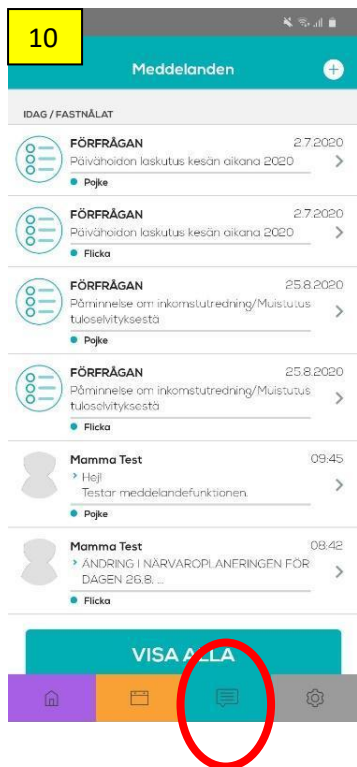 10
Meddelanden
IDAG / FASTNÅLAT
FÖRFRÅGAN 2.7.2020
Päivähoidon laskutus kesän aikana 2020
Pojke
FÖRFRÅGAN 2.7.2020
Päivähoidon laskutus kesän aikana 2020
Flicka
FÖRFRÅGAN 25.8.2020
Påminnelse om inkomstutredning/Muistutus
tuloselvityksestä
Pojke
FÖRFRÅGAN 25.8.2020
Påminnelse om inkomstutredning/Muistutus
tuloselvityksestä
Flicka
Mamma Test 09:45
Hej!
Testar meddelandefunktionen.
Pojke
Mamma Test 08:42
ÄNDRING I NÄRVAROPLANERINGEN FÖR
DAGEN 26.8. ...
Flicka
VISA ALLA